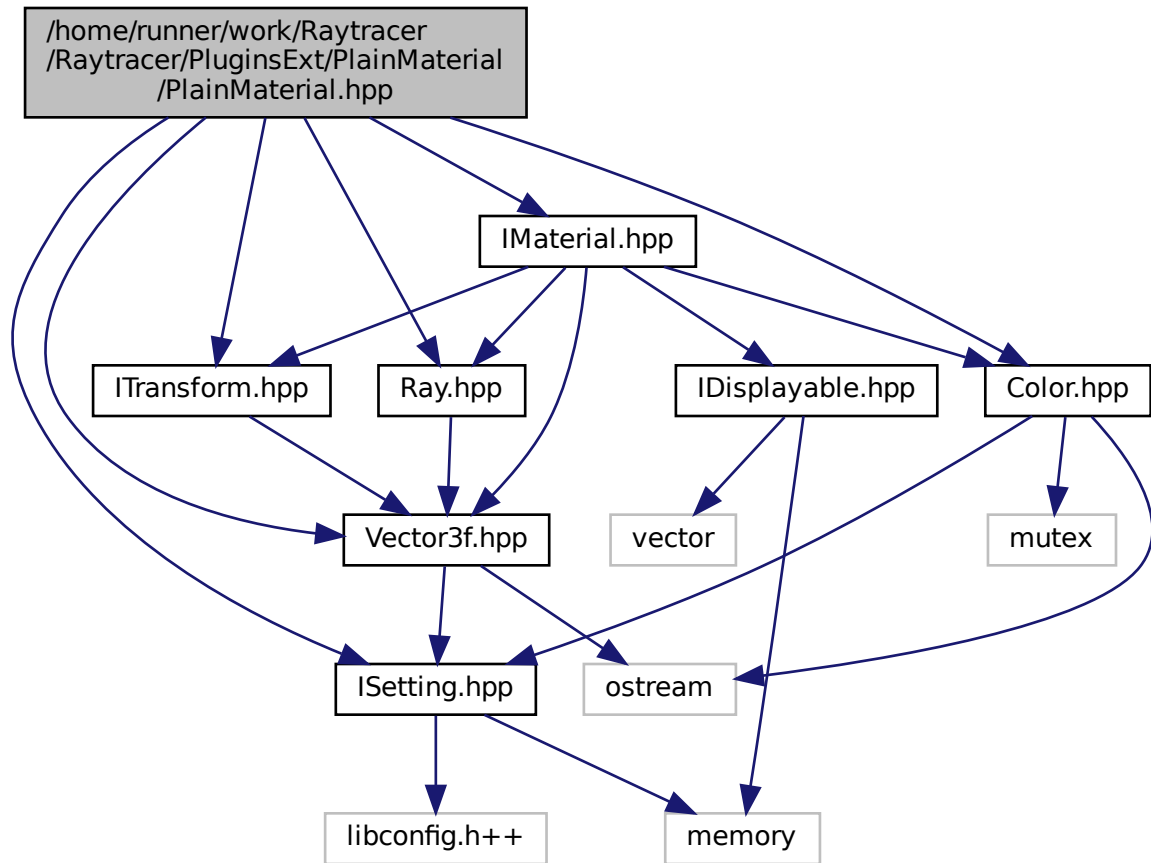 /home/runner/work/Raytracer
/Raytracer/PluginsExt/PlainMaterial
/PlainMaterial.hpp
IMaterial.hpp
ITransform.hpp
Ray.hpp
IDisplayable.hpp
Color.hpp
Vector3f.hpp
vector
mutex
ISetting.hpp
ostream
libconfig.h++
memory